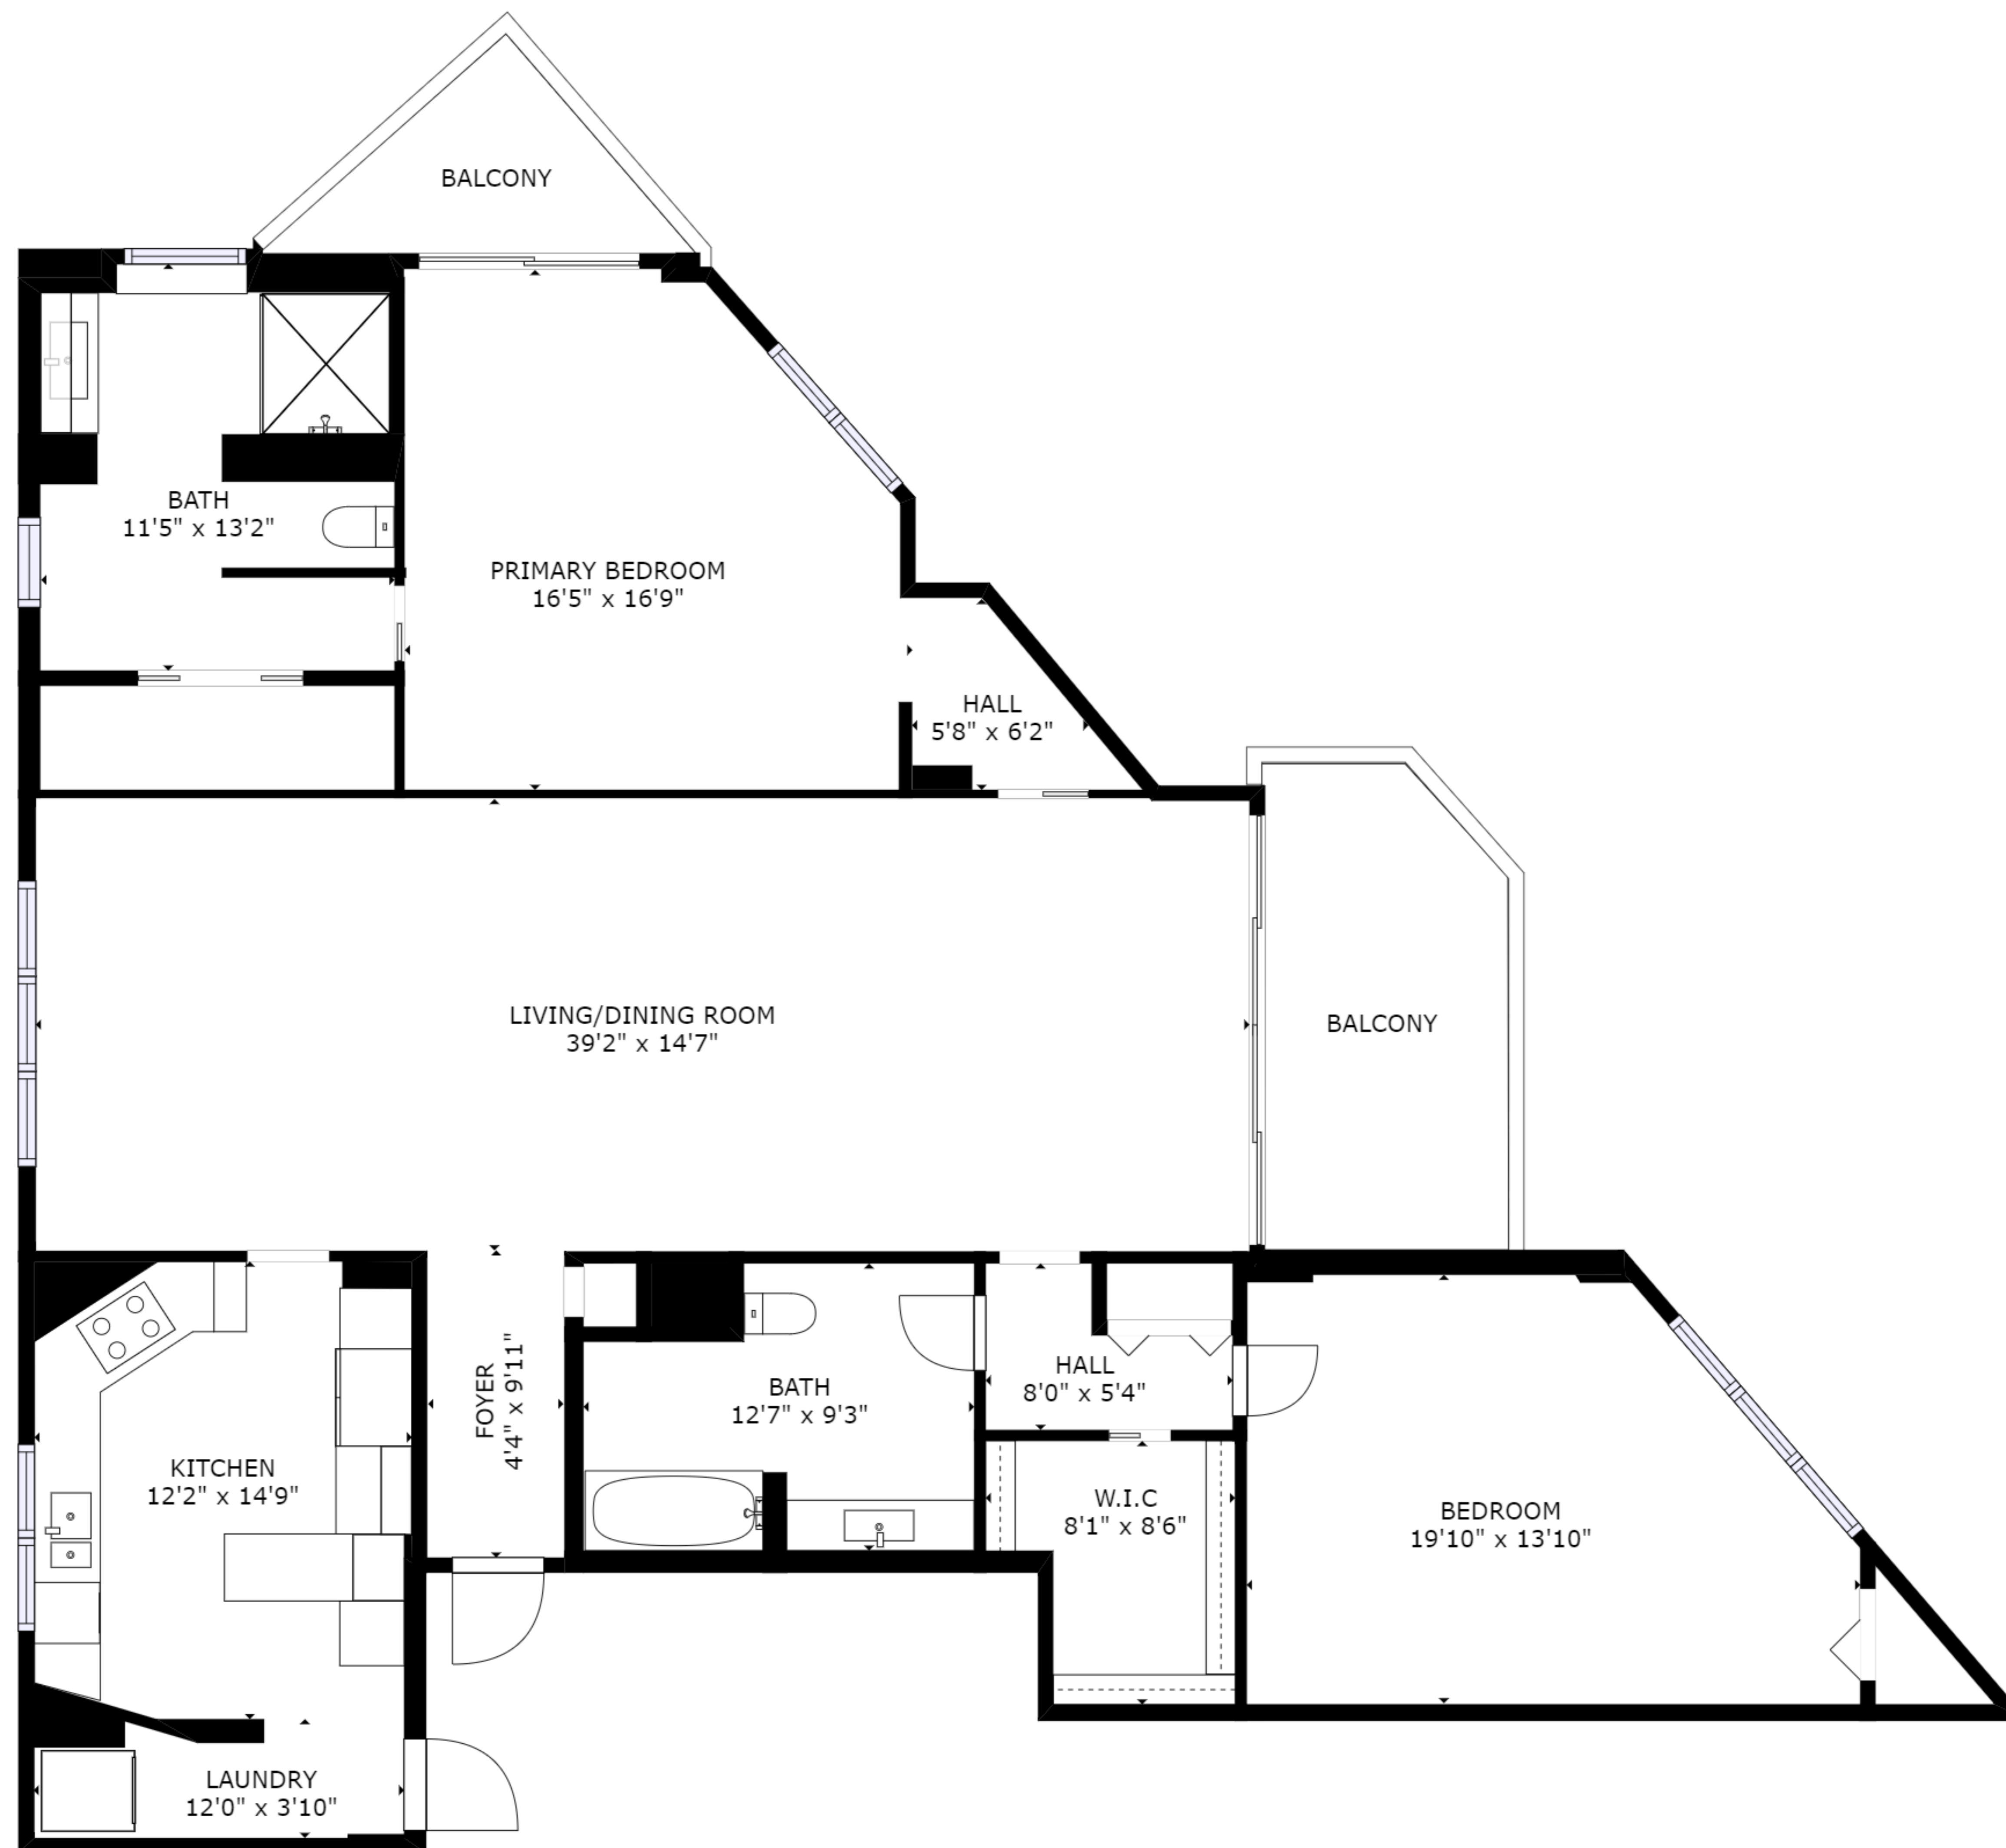 BALCONY
BATH
11'5" x 13'2"
PRIMARY BEDROOM
16'5" x 16'9"
HALL
5'8" x 6'2"
LIVING/DINING ROOM
39'2" x 14'7"
BALCONY
KITCHEN
12'2" x 14'9"
FOYER
4'4" x 9'11"
BATH
12'7" x 9'3"
HALL
8'0" x 5'4"
W.I.C
8'1" x 8'6"
BEDROOM
19'10" x 13'10"
LAUNDRY
12'0" x 3'10"